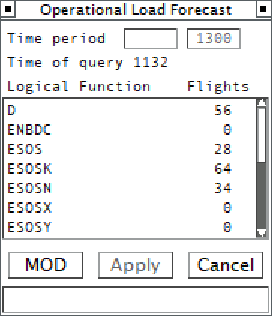 Operational Load Forecast
Time period 1300
Time of query 1132
Logical Function Flights
D 56
ENBDC 0
ESOS 28
ESOSK 64
ESOSN 34
ESOSX 0
ESOSY 0
MOD Apply Cancel